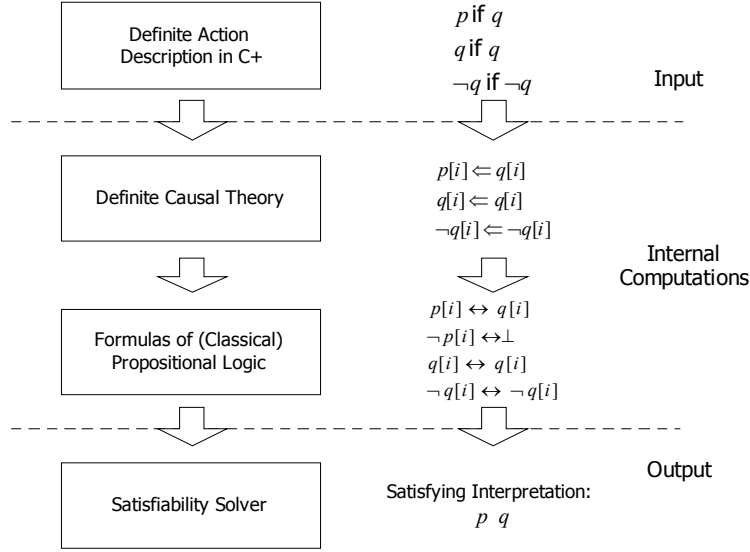 Definite Action
Description in C+
p if q
q if q
¬q if ¬q
Input
Definite Causal Theory
p[i] ⇐ q[i]
q[i] ⇐ q[i]
¬q[i] ⇐ ¬q[i]
Internal
Computations
Formulas of (Classical)
Propositional Logic
p[i] ↔ q[i]
¬p[i] ↔ ⊥
q[i] ↔ q[i]
¬q[i] ↔ ¬q[i]
Output
Satisfiability Solver
Satisfying Interpretation:
p q